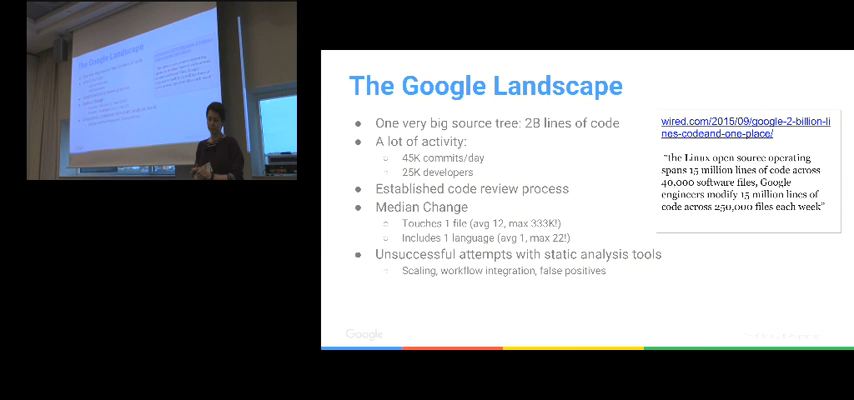 The Google Landscape
One very big source tree: 2B lines of code
A lot of activity:
45K commits/day
25K developers
Established code review process
Median Change
Touches 1 file (avg 12, max 333K!)
Includes 1 language (avg 1, max 22!)
Unsuccessful attempts with static analysis tools
Scaling, workflow integration, false positives
wired.com/2015/09/google-2-billion-li
nes-codeand-one-place/
"the Linux open source operating
spans 15 million lines of code across
40,000 software files, Google
engineers modify 15 million lines of
code across 250,000 files each week"
Google
The Google Landscape